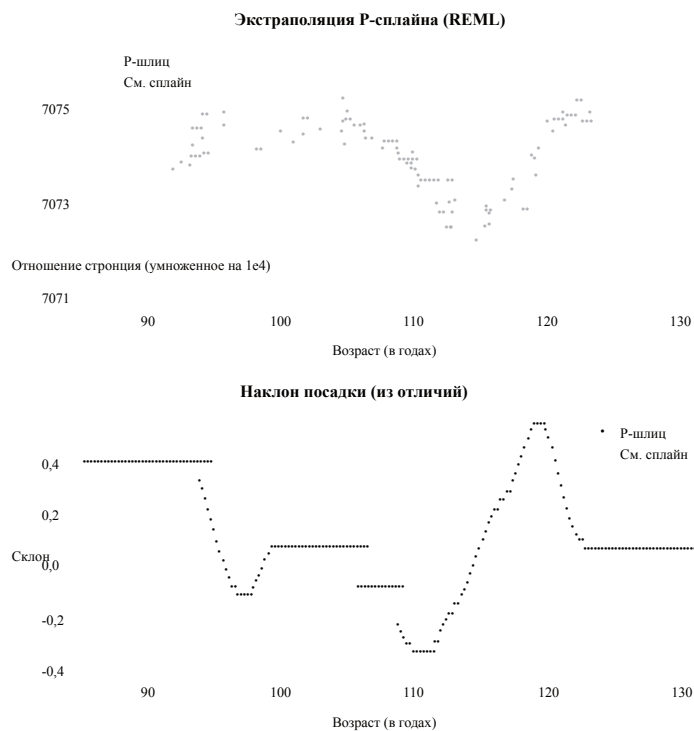 Экстраполяция P-сплайна (REML)
Р-шлиц
См. сплайн
7075
7073
Отношение стронция (умноженное на 1e4)
7071
90 100 110 120 130
Возраст (в годах)
Наклон посадки (из отличий)
Р-шлиц
См. сплайн
0,4
0,2
Склон
0,0
-0,2
-0,4
90 100 110 120 130
Возраст (в годах)